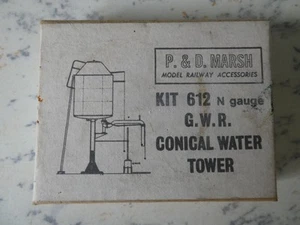 P. & D. MARSH
MODEL RAILWAY ACCESSORIES
KIT 612 N gauge
G.W.R.
CONICAL WATER
TOWER